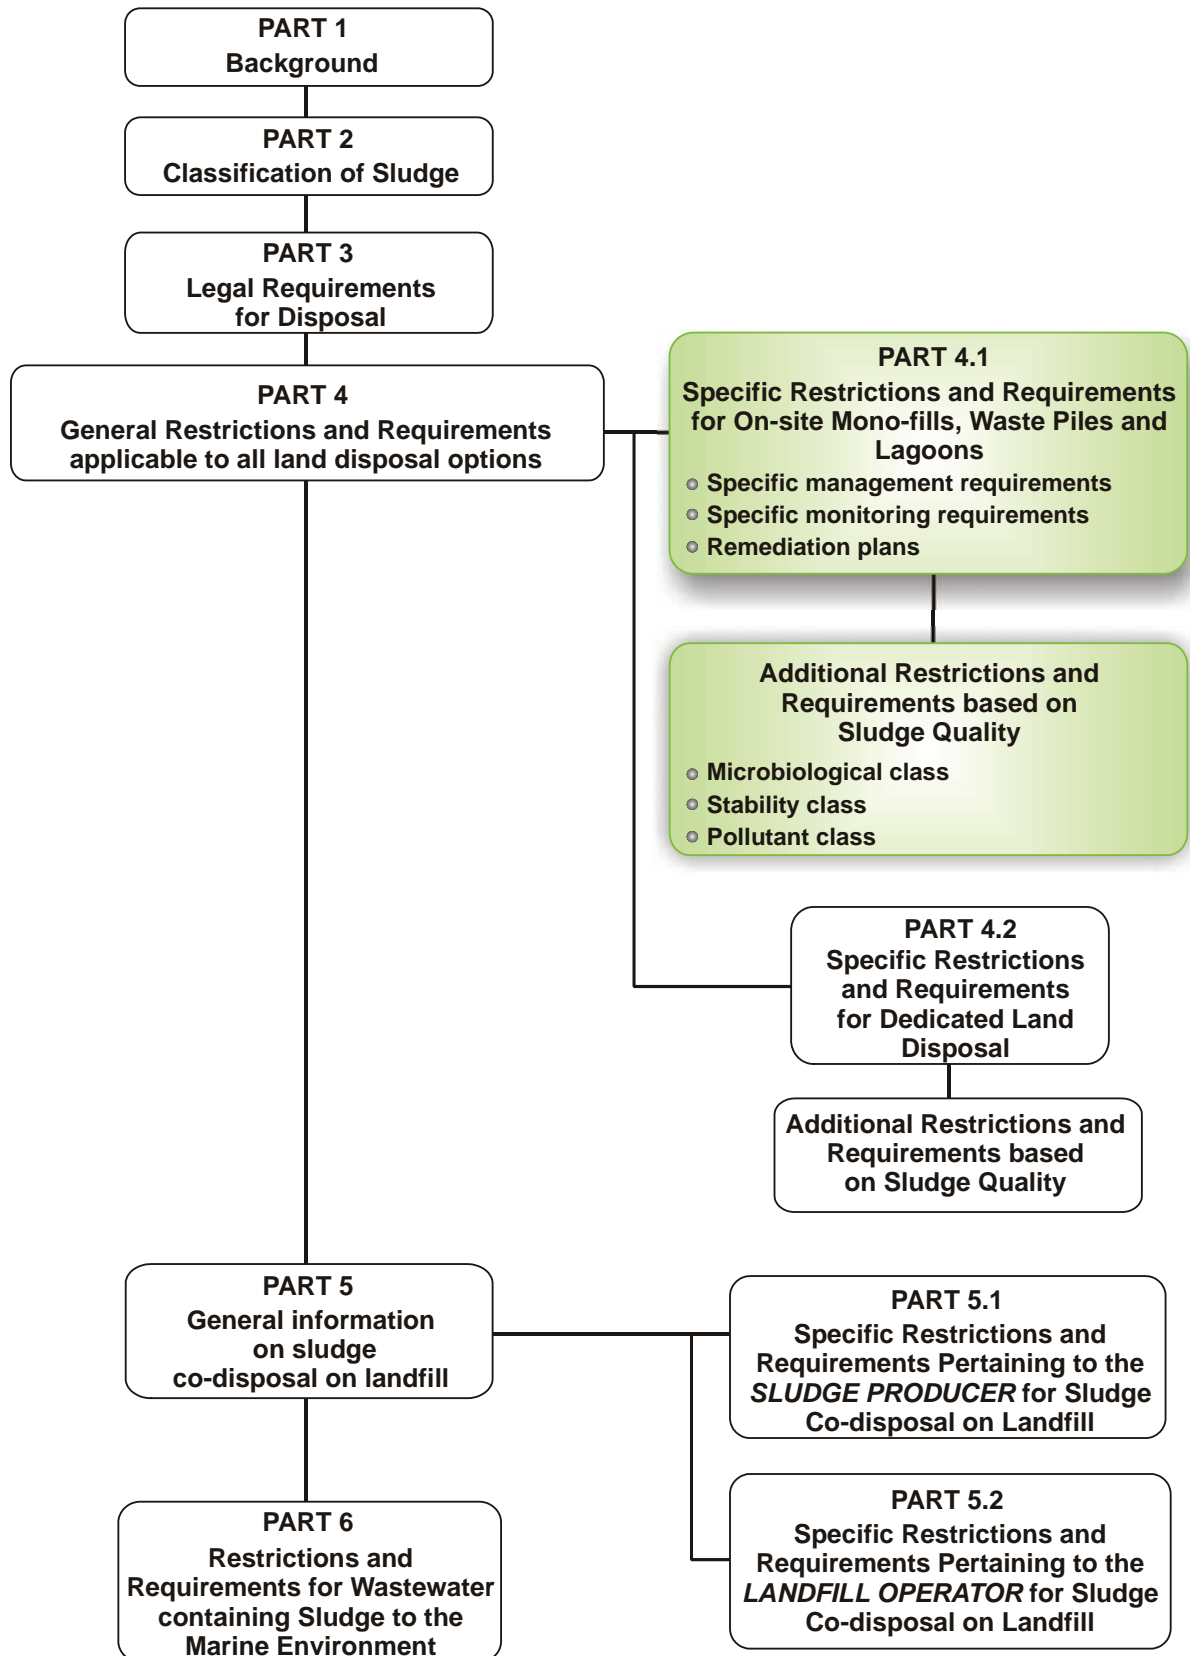 PART 1
Background
PART 2
Classification of Sludge
PART 3
Legal Requirements
for Disposal
PART 4
General Restrictions and Requirements
applicable to all land disposal options
PART 4.1
Specific Restrictions and Requirements
for On-site Mono-fills, Waste Piles and
Lagoons
Specific management requirements
Specific monitoring requirements
Remediation plans
Additional Restrictions and
Requirements based on
Sludge Quality
Microbiological class
Stability class
Pollutant class
PART 4.2
Specific Restrictions
and Requirements
for Dedicated Land
Disposal
Additional Restrictions and
Requirements based
on Sludge Quality
PART 5
General information
on sludge
co-disposal on landfill
PART 5.1
Specific Restrictions and
Requirements Pertaining to the
SLUDGE PRODUCER for Sludge
Co-disposal on Landfill
PART 5.2
Specific Restrictions and
Requirements Pertaining to the
LANDFILL OPERATOR for Sludge
Co-disposal on Landfill
PART 6
Restrictions and
Requirements for Wastewater
containing Sludge to the
Marine Environment